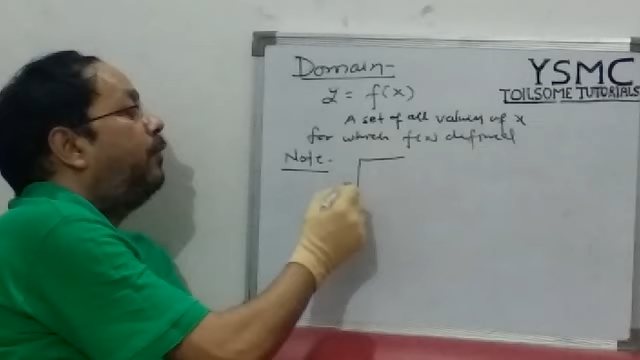 Domain-
YSMC
TOILSOME TUTORIALS
y = f(x)
A set of all values of x
for which f(x) defined
Note-